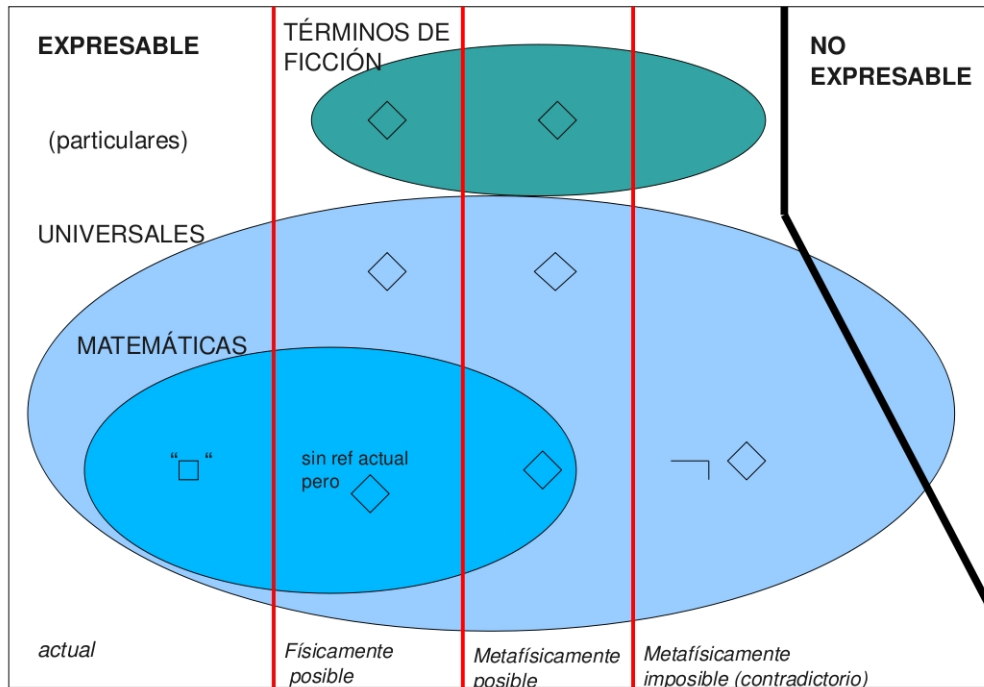 EXPRESABLE
TÉRMINOS DE
FICCIÓN
NO
EXPRESABLE
(particulares)
UNIVERSALES
MATEMÁTICAS
“ “
sin ref actual
pero
actual
Físicamente
posible
Metafísicamente
posible
Metafísicamente
imposible (contradictorio)